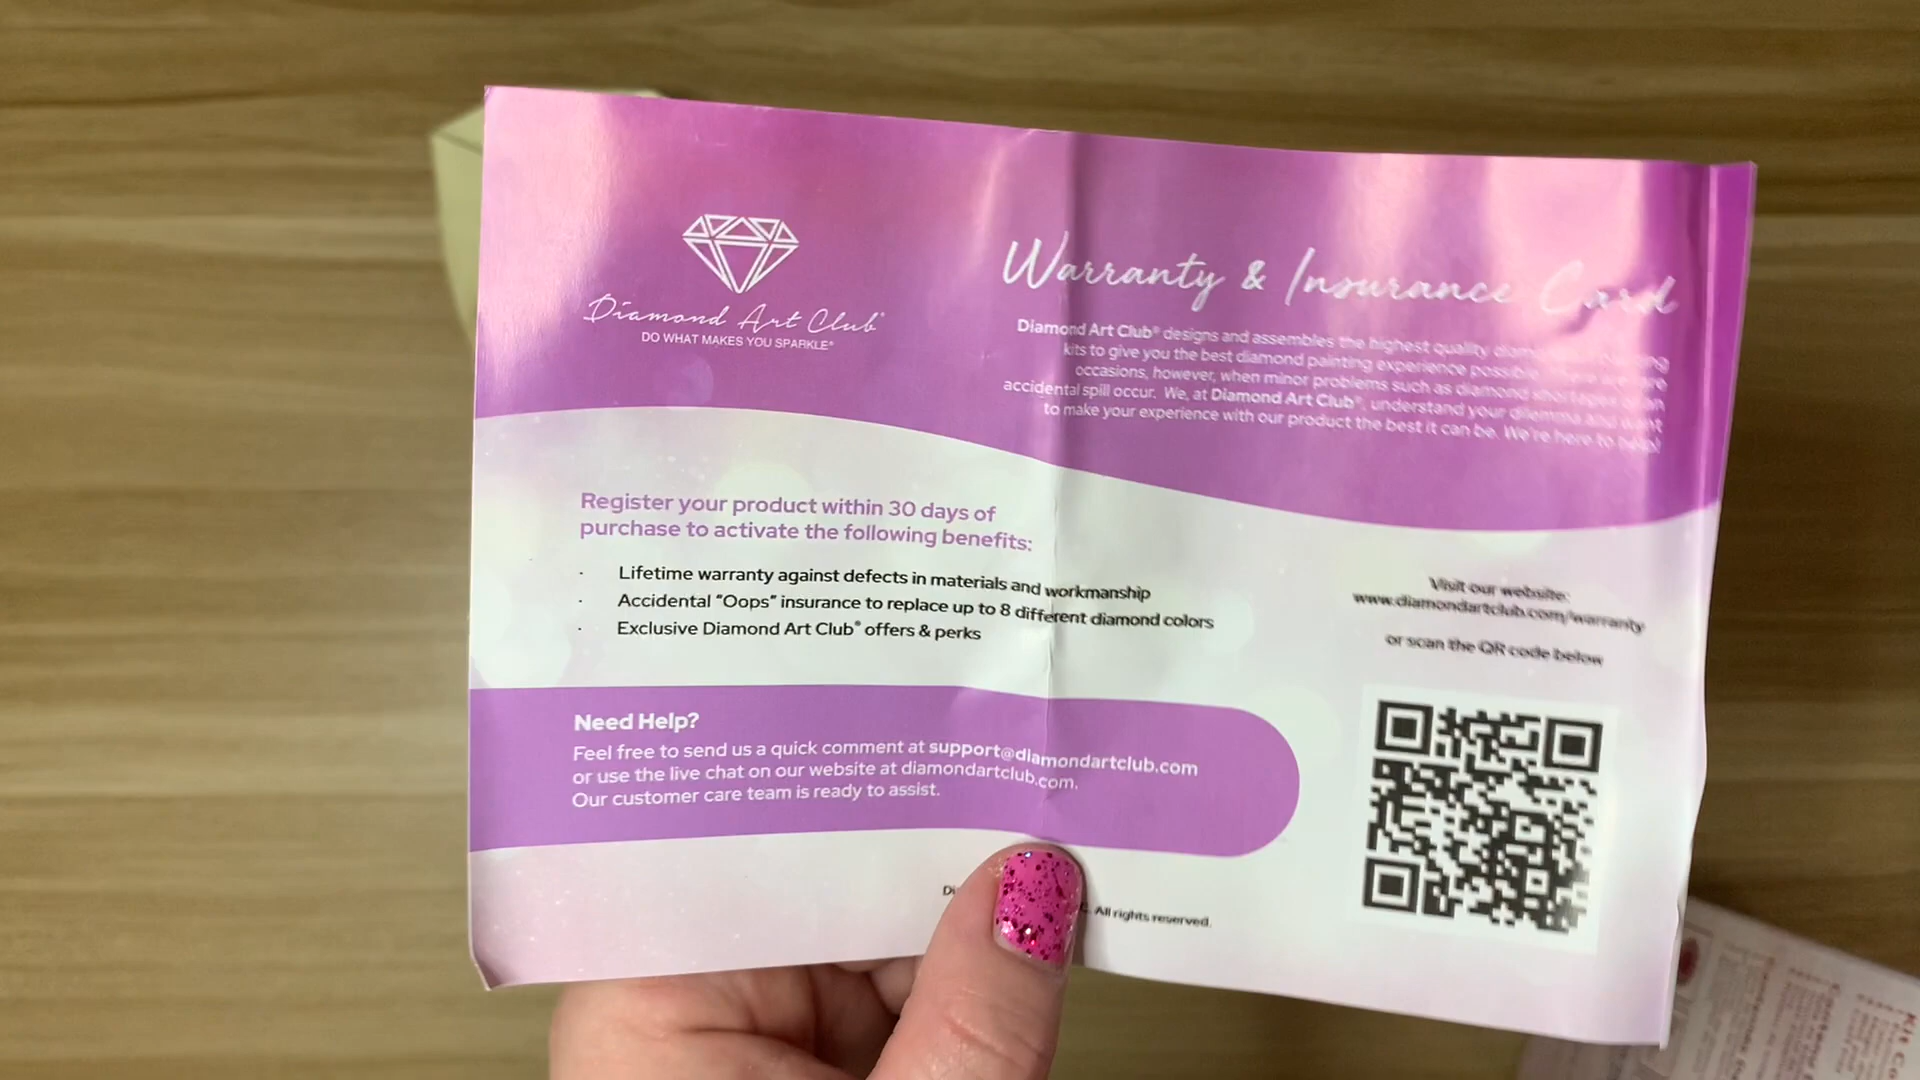 Diamond Art Club®
DO WHAT MAKES YOU SPARKLE®
Warranty & Insurance Card
Diamond Art Club® designs and assembles the highest quality
kits to give you the best diamond painting experience possible.
occasions, however, when minor problems such as diamond shortages
accidental spill occur. We, at Diamond Art Club®, understand your dilemma and want
to make your experience with our product the best it can be. We're here to help!
Register your product within 30 days of
purchase to activate the following benefits:
· Lifetime warranty against defects in materials and workmanship
· Accidental "Oops" insurance to replace up to 8 different diamond colors
· Exclusive Diamond Art Club® offers & perks
Visit our website:
www.diamondartclub.com/warranty
or scan the QR code below
Need Help?
Feel free to send us a quick comment at support@diamondartclub.com
or use the live chat on our website at diamondartclub.com.
Our customer care team is ready to assist.
All rights reserved.